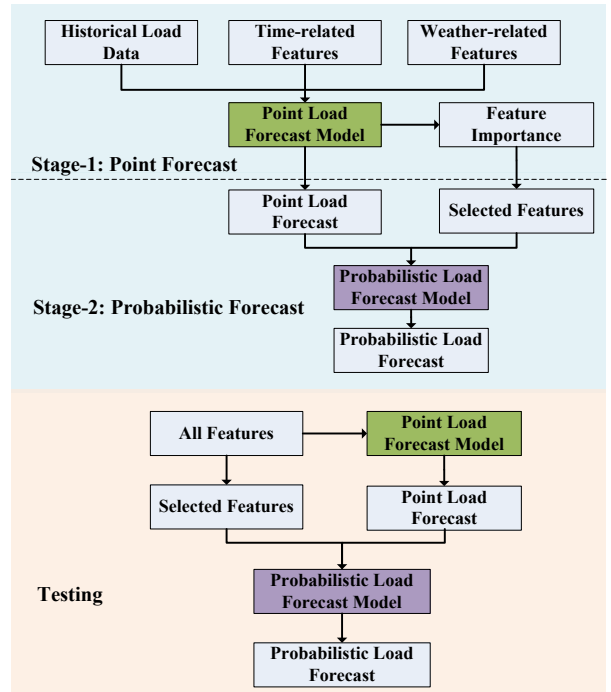 Historical Load
Data
Time-related
Features
Weather-related
Features
Point Load
Forecast Model
Feature
Importance
Stage-1: Point Forecast
Point Load
Forecast
Selected Features
Probabilistic Load
Forecast Model
Stage-2: Probabilistic Forecast
Probabilistic Load
Forecast
All Features
Point Load
Forecast Model
Selected Features
Point Load
Forecast
Probabilistic Load
Forecast Model
Testing
Probabilistic Load
Forecast